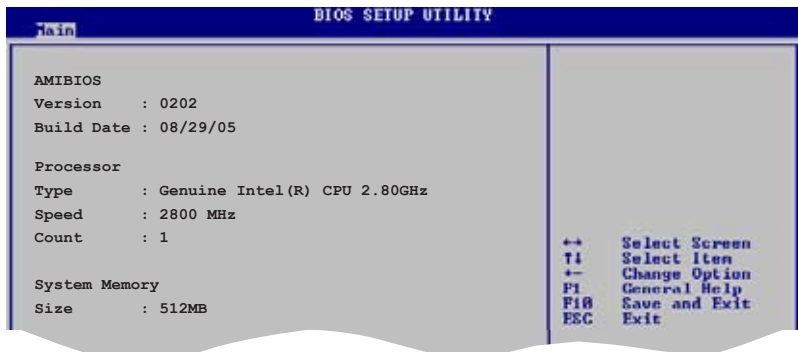 BIOS SETUP UTILITY
Main
AMIBIOS
Version : 0202
Build Date : 08/29/05
Processor
Type : Genuine Intel(R) CPU 2.80GHz
Speed : 2800 MHz
Count : 1
System Memory
Size : 512MB
↔ Select Screen
↑↓ Select Item
+- Change Option
F1 General Help
F10 Save and Exit
ESC Exit